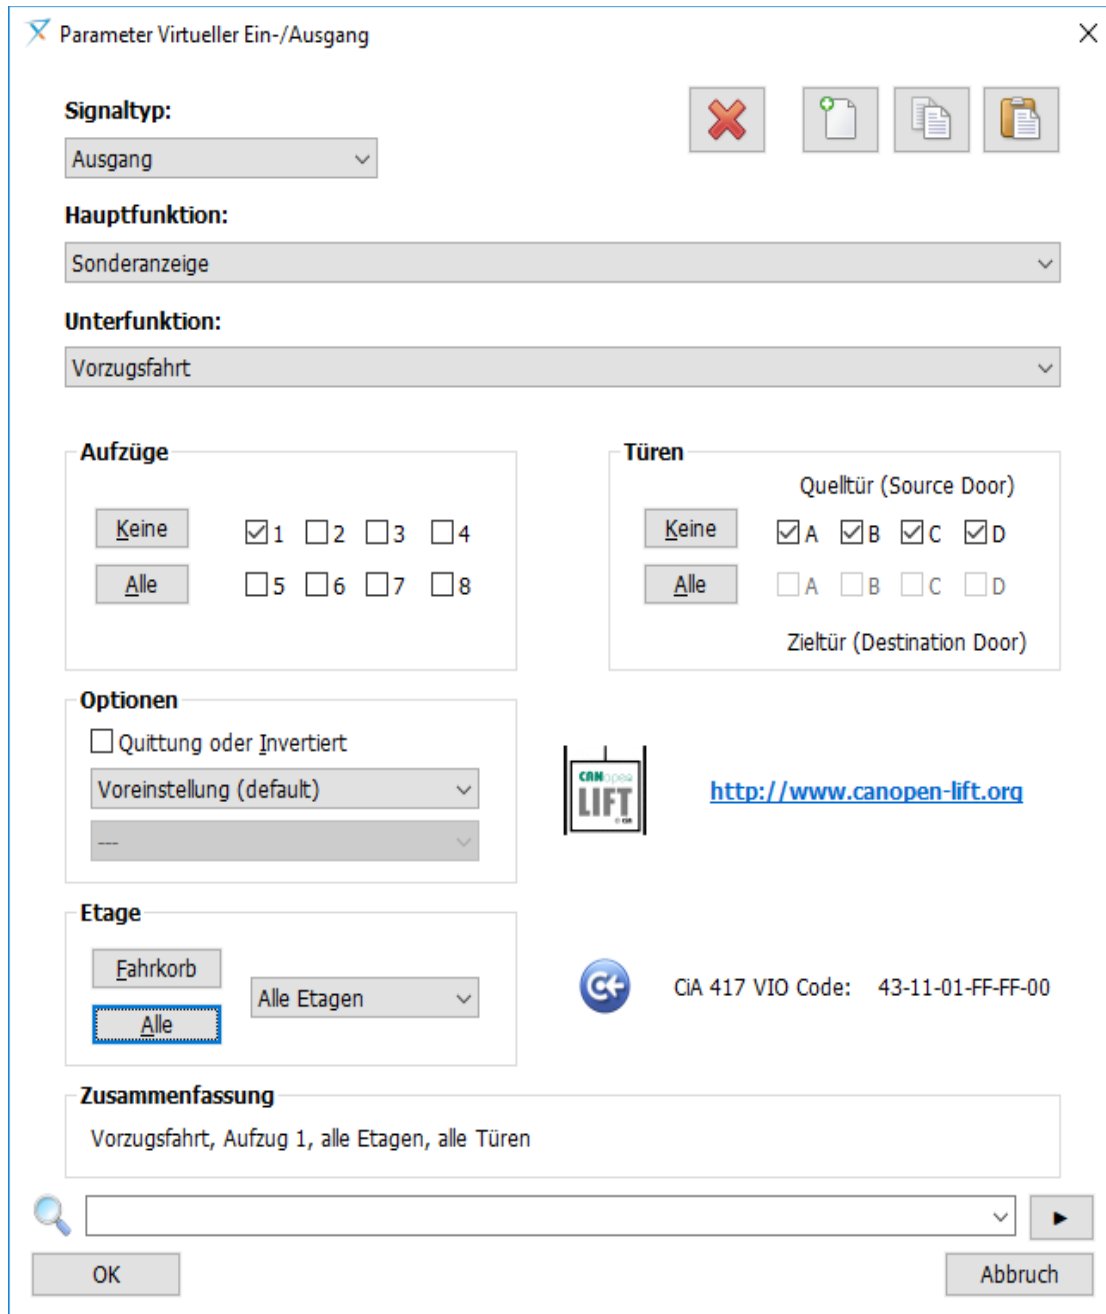 Parameter Virtueller Ein-/Ausgang
Signaltyp:
Ausgang
Hauptfunktion:
Sonderanzeige
Unterfunktion:
Vorzugsfahrt
Aufzüge
Keine 1 2 3 4
Alle 5 6 7 8
Türen
Quelltür (Source Door)
Keine A B C D
Alle A B C D
Zieltür (Destination Door)
Optionen
Quittung oder Invertiert
Voreinstellung (default)
---
CANopen
LIFT
© CiA
http://www.canopen-lift.org
Etage
Fahrkorb
Alle Etagen
Alle
CiA 417 VIO Code: 43-11-01-FF-FF-00
Zusammenfassung
Vorzugsfahrt, Aufzug 1, alle Etagen, alle Türen
OK
Abbruch